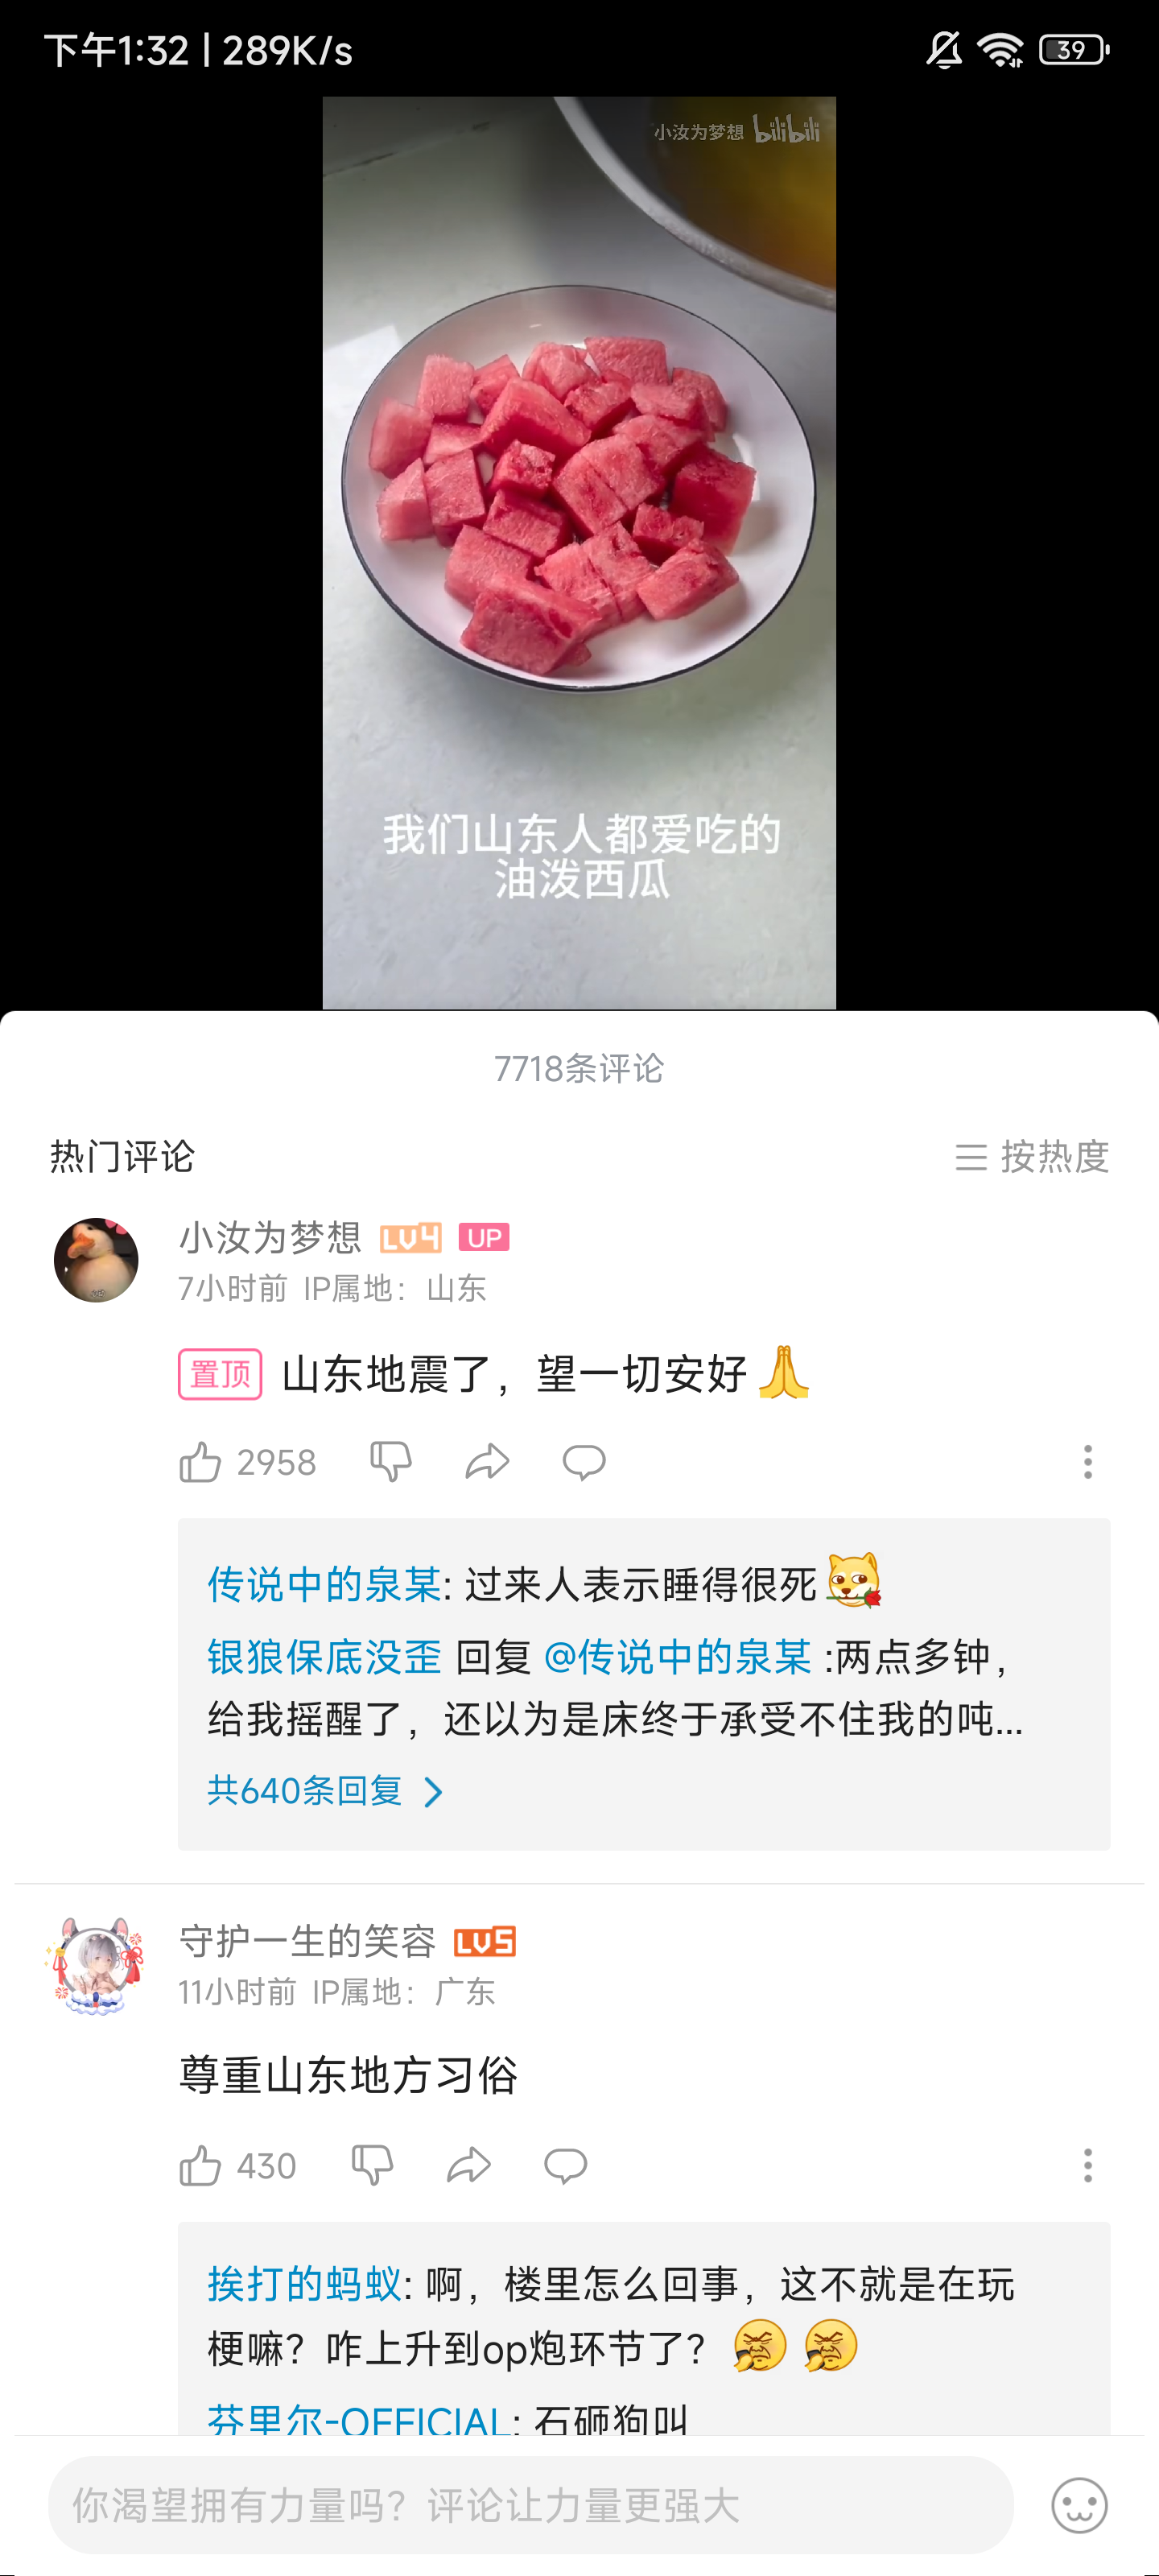 下午1:32 | 289K/s
39
小汝为梦想 bilibili
我们山东人都爱吃的
油泼西瓜
7718条评论
热门评论
按热度
小汝为梦想 LV4 UP
7小时前 IP属地：山东
置顶 山东地震了，望一切安好
2958
传说中的泉某: 过来人表示睡得很死
银狼保底没歪 回复 @传说中的泉某 :两点多钟，
给我摇醒了，还以为是床终于承受不住我的吨...
共640条回复
守护一生的笑容 LV5
11小时前 IP属地：广东
尊重山东地方习俗
430
挨打的蚂蚁: 啊，楼里怎么回事，这不就是在玩
梗嘛？咋上升到op炮环节了？
芬里尔-OFFICIAL: 石砸狗叫
你渴望拥有力量吗？评论让力量更强大